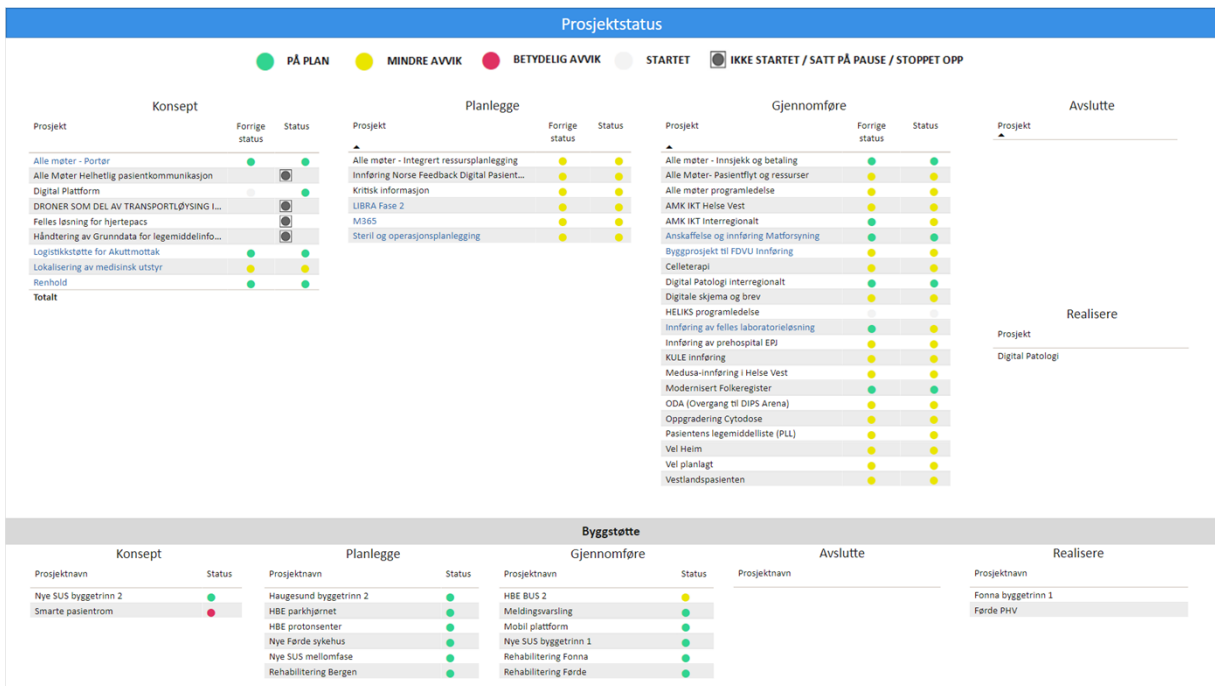 Prosjektstatus
PÅ PLAN MINDRE AVVIK BETYDELIG AVVIK STARTET IKKE STARTET / SATT PÅ PAUSE / STOPPET OPP
Konsept
Prosjekt Forrige status Status
Alle møter - Portør
Alle Møter Helhetlig pasientkommunikasjon
Digital Plattform
DRONER SOM DEL AV TRANSPORTLØYSING I...
Felles løsning for hjertepacs
Håndtering av Grunndata for legemiddelinfo...
Logistikkstøtte for Akuttmottak
Lokalisering av medisinsk utstyr
Renhold
Totalt
Planlegge
Prosjekt Forrige status Status
Alle møter - Integrert ressursplanlegging
Innføring Norse Feedback Digital Pasient...
Kritisk informasjon
LIBRA Fase 2
M365
Steril og operasjonsplanlegging
Gjennomføre
Prosjekt Forrige status Status
Alle møter - Innsjekk og betaling
Alle Møter- Pasientflyt og ressurser
Alle møter programledelse
AMK IKT Helse Vest
AMK IKT Interregionalt
Anskaffelse og innføring Matforsyning
Byggprosjekt til FDVU Innføring
Celleterapi
Digital Patologi interregionalt
Digitale skjema og brev
HELIKS programledelse
Innføring av felles laboratorieløsning
Innføring av prehospital EPJ
KULE innføring
Medusa-innføring i Helse Vest
Modernisert Folkeregister
ODA (Overgang til DIPS Arena)
Oppgradering Cytodose
Pasientens legemiddelliste (PLL)
Vel Heim
Vel planlagt
Vestlandspasienten
Avslutte
Prosjekt
Realisere
Prosjekt
Digital Patologi
Byggstøtte
Konsept
Prosjektnavn Status
Nye SUS byggetrinn 2
Smarte pasientrom
Planlegge
Prosjektnavn Status
Haugesund byggetrinn 2
HBE parkhjørnet
HBE protonsenter
Nye Førde sykehus
Nye SUS mellomfase
Rehabilitering Bergen
Gjennomføre
Prosjektnavn Status
HBE BUS 2
Meldingsvarsling
Mobil plattform
Nye SUS byggetrinn 1
Rehabilitering Fonna
Rehabilitering Førde
Avslutte
Prosjektnavn
Realisere
Prosjektnavn
Fonna byggetrinn 1
Førde PHV